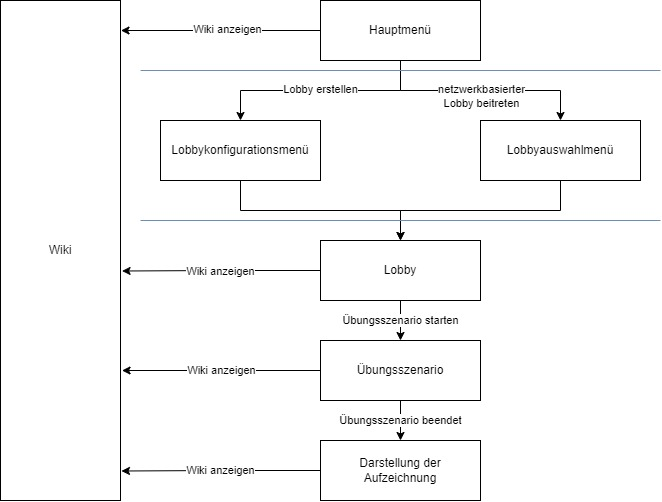 Wiki anzeigen
Hauptmenü
Lobby erstellen
netzwerkbasierter
Lobby beitreten
Lobbykonfigurationsmenü
Lobbyauswahlmenü
Wiki
Wiki anzeigen
Lobby
Übungsszenario starten
Wiki anzeigen
Übungsszenario
Übungsszenario beendet
Wiki anzeigen
Darstellung der
Aufzeichnung